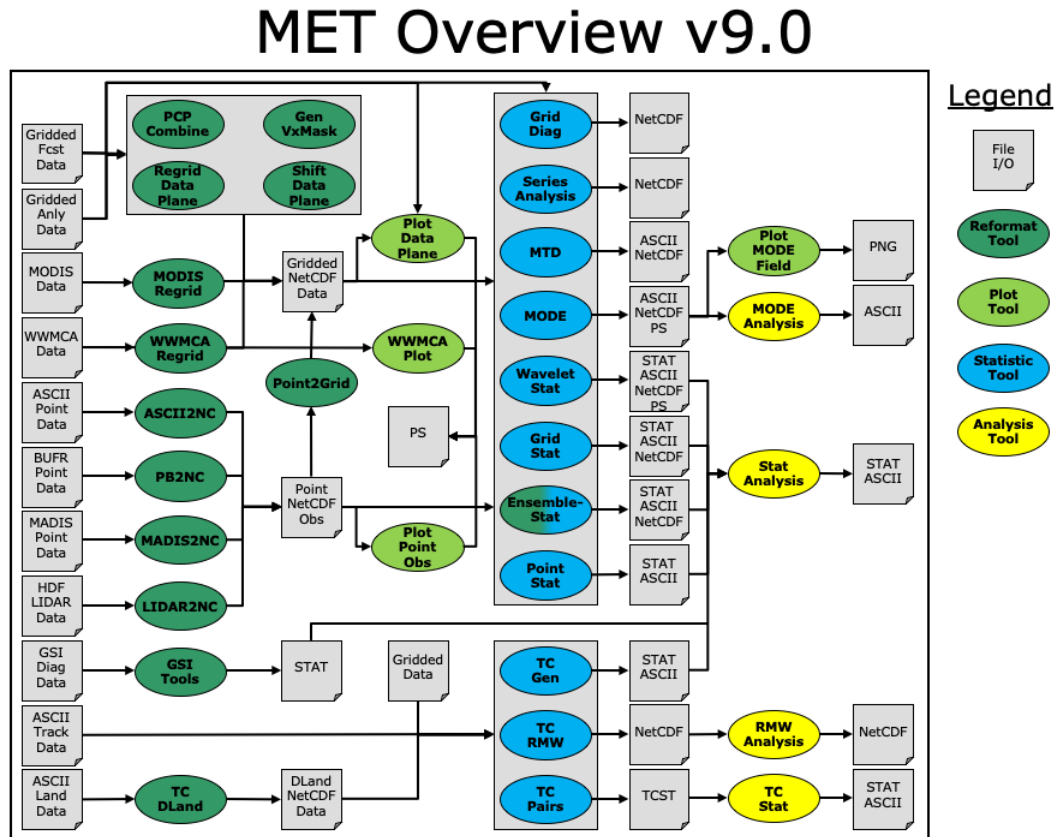 MET Overview v9.0
Legend
File
I/O
Reformat
Tool
Plot
Tool
Statistic
Tool
Analysis
Tool
Gridded
Fcst
Data
PCP
Combine
Gen
VxMask
Regrid
Data
Plane
Shift
Data
Plane
Grid
Diag
NetCDF
Gridded
Anly
Data
Series
Analysis
NetCDF
MODIS
Data
MODIS
Regrid
Gridded
NetCDF
Data
Plot
Data
Plane
MTD
ASCII
NetCDF
Plot
MODE
Field
PNG
WWMCA
Data
WWMCA
Regrid
WWMCA
Plot
MODE
ASCII
NetCDF
PS
MODE
Analysis
ASCII
Point2Grid
Wavelet
Stat
STAT
ASCII
NetCDF
PS
ASCII
Point
Data
ASCII2NC
PS
Grid
Stat
STAT
ASCII
NetCDF
BUFR
Point
Data
PB2NC
Point
NetCDF
Obs
Ensemble-
Stat
STAT
ASCII
NetCDF
Stat
Analysis
STAT
ASCII
MADIS
Point
Data
MADIS2NC
Plot
Point
Obs
Point
Stat
STAT
ASCII
HDF
LIDAR
Data
LIDAR2NC
GSI
Diag
Data
GSI
Tools
STAT
Gridded
Data
TC
Gen
STAT
ASCII
ASCII
Track
Data
TC
RMW
NetCDF
RMW
Analysis
NetCDF
ASCII
Land
Data
TC
DLand
DLand
NetCDF
Data
TC
Pairs
TCST
TC
Stat
STAT
ASCII